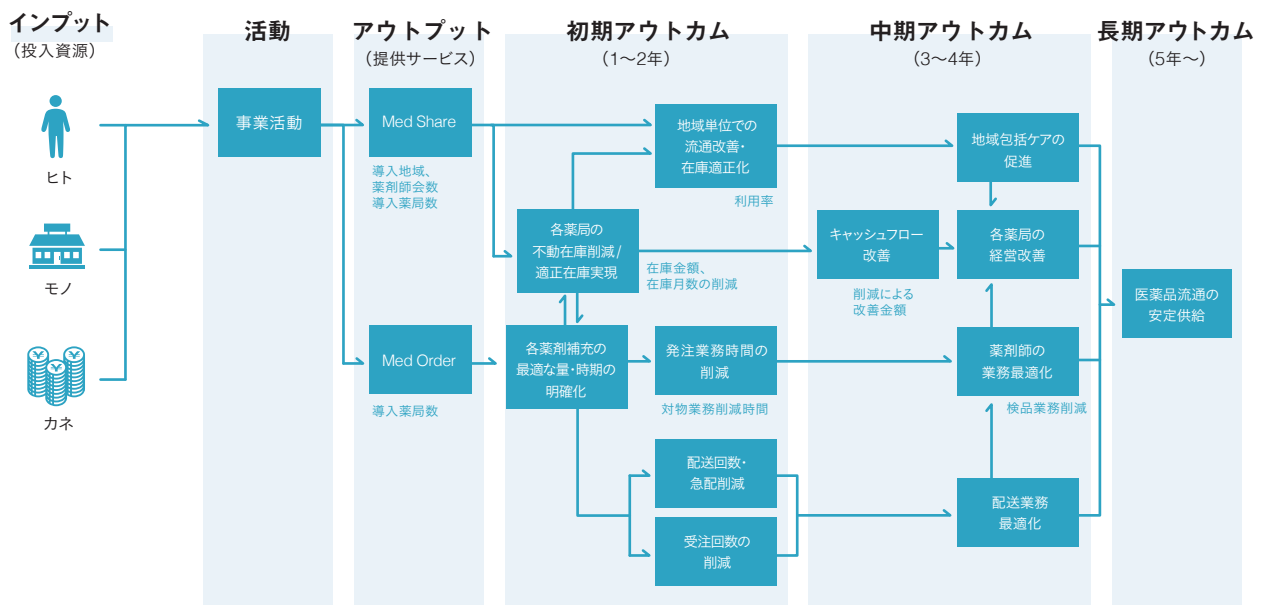 インプット
（投入資源）
ヒト
モノ
カネ
活動
事業活動
アウトプット
（提供サービス）
Med Share
導入地域、
薬剤師会数
導入薬局数
Med Order
導入薬局数
初期アウトカム
（1〜2年）
地域単位での
流通改善・
在庫適正化
利用率
各薬局の
不動在庫削減/
適正在庫実現
在庫金額、
在庫月数の削減
各薬剤補充の
最適な量・時期の
明確化
発注業務時間の
削減
対物業務削減時間
配送回数・
急配削減
受注回数の
削減
中期アウトカム
（3〜4年）
地域包括ケアの
促進
キャッシュフロー
改善
削減による
改善金額
各薬局の
経営改善
薬剤師の
業務最適化
検品業務削減
配送業務
最適化
長期アウトカム
（5年〜）
医薬品流通の
安定供給